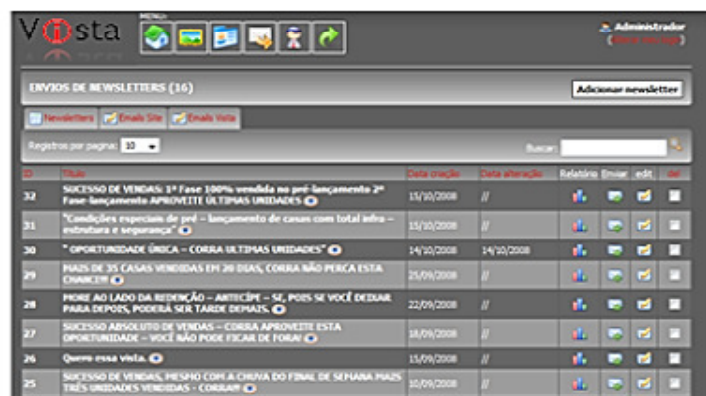 Vista
MENU:
Administrador
ENVIOS DE NEWSLETTERS (16)
Adicionar newsletter
Newsletters Emails Site Emails Vista
Registros por pagina: 10
Buscar:
ID Título Data criação Data alteração Relatório Enviar edit del
32 SUCESSO DE VENDAS: 1ª Fase 100% vendida no pré-lançamento 2ª
Fase-lançamento APROVEITE ÚLTIMAS UNIDADES 15/10/2008 //
31 "Condições especiais de pré - lançamento de casas com total infra -
estrutura e segurança" 15/10/2008 //
30 " OPORTUNIDADE ÚNICA - CORRA ULTIMAS UNIDADES" 14/10/2008 14/10/2008
29 MAIS DE 35 CASAS VENDIDAS EM 20 DIAS, CORRA NÃO PERCA ESTA
CHANCE!!! 25/09/2008 //
28 MORE AO LADO DA REDENÇÃO - ANTECÍPE - SE, POIS SE VOCÊ DEIXAR
PARA DEPOIS, PODERÁ SER TARDE DEMAIS. 22/09/2008 //
27 SUCESSO ABSOLUTO DE VENDAS - CORRA APROVEITE ESTA
OPORTUNIDADE - VOCÊ NÃO PODE FICAR DE FORA! 18/09/2008 //
26 Quero essa vista. 15/09/2008 //
25 SUCESSO DE VENDAS, MESMO COM A CHUVA DO FINAL DE SEMANA MAIS
TRÊS UNIDADES VENDIDAS - CORRA!!! 10/09/2008 //